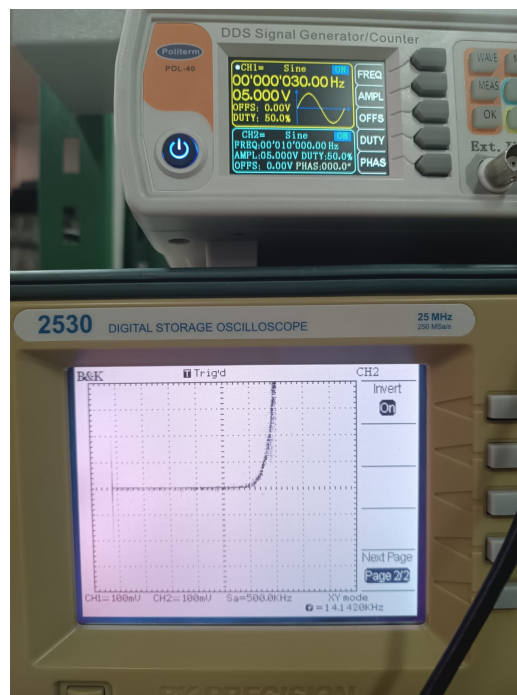 DDS Signal Generator/Counter
Politerm
POL-40
CH1= Sine ON
00'000'030.00 Hz
05.000 V
OFFS: 0.00V
DUTY: 50.0%
CH2= Sine ON
FREQ:00'010'000.00 Hz
AMPL:05.000V DUTY:50.0%
OFFS: 0.00V PHAS:000.0°
FREQ
AMPL
OFFS
DUTY
PHAS
WAVE
MEAS
OK
Ext.
2530 DIGITAL STORAGE OSCILLOSCOPE
25 MHz
250 MSa/s
B&K T Trig'd CH2
Invert
On
Next Page
Page 2/2
CH1=100mV CH2=100mV Sa=500.0KHz XY mode
=14.1420KHz
BK PRECISION